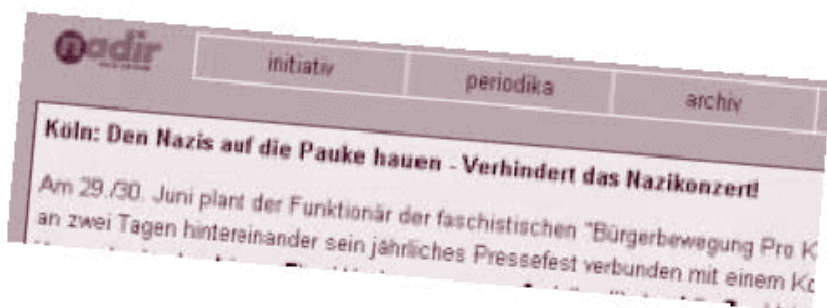 nadir
initiativ
periodika
archiv
Köln: Den Nazis auf die Pauke hauen - Verhindert das Nazikonzert!
Am 29./30. Juni plant der Funktionär der faschistischen "Bürgerbewegung Pro K
an zwei Tagen hintereinander sein jährliches Pressefest verbunden mit einem Ko